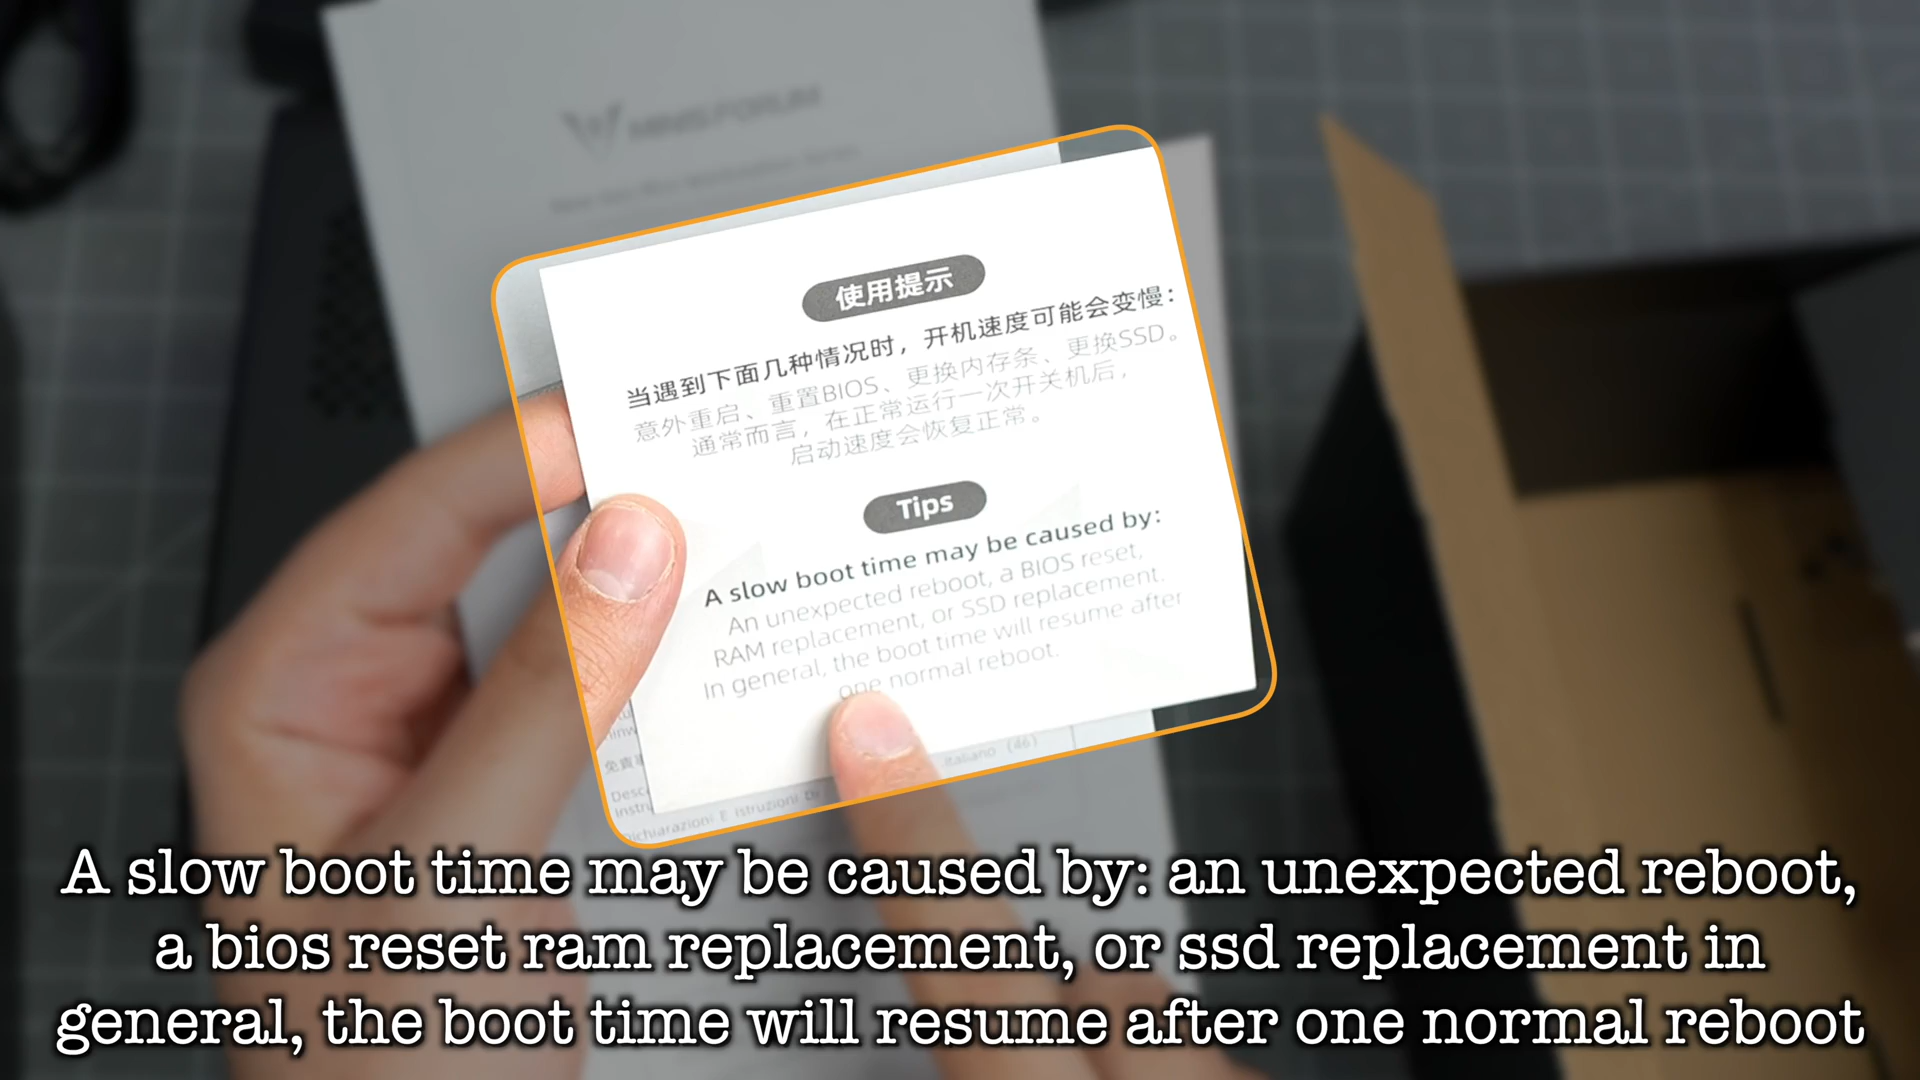 MINISFORUM
使用提示
当遇到下面几种情况时，开机速度可能会变慢：
意外重启、重置BIOS、更换内存条、更换SSD。
通常而言，在正常运行一次开关机后，
启动速度会恢复正常。
Tips
A slow boot time may be caused by:
An unexpected reboot, a BIOS reset,
RAM replacement, or SSD replacement.
In general, the boot time will resume after
one normal reboot.
Italiano (46)
Dichiarazioni E Istruzioni Di
A slow boot time may be caused by: an unexpected reboot,
a bios reset ram replacement, or ssd replacement in
general, the boot time will resume after one normal reboot